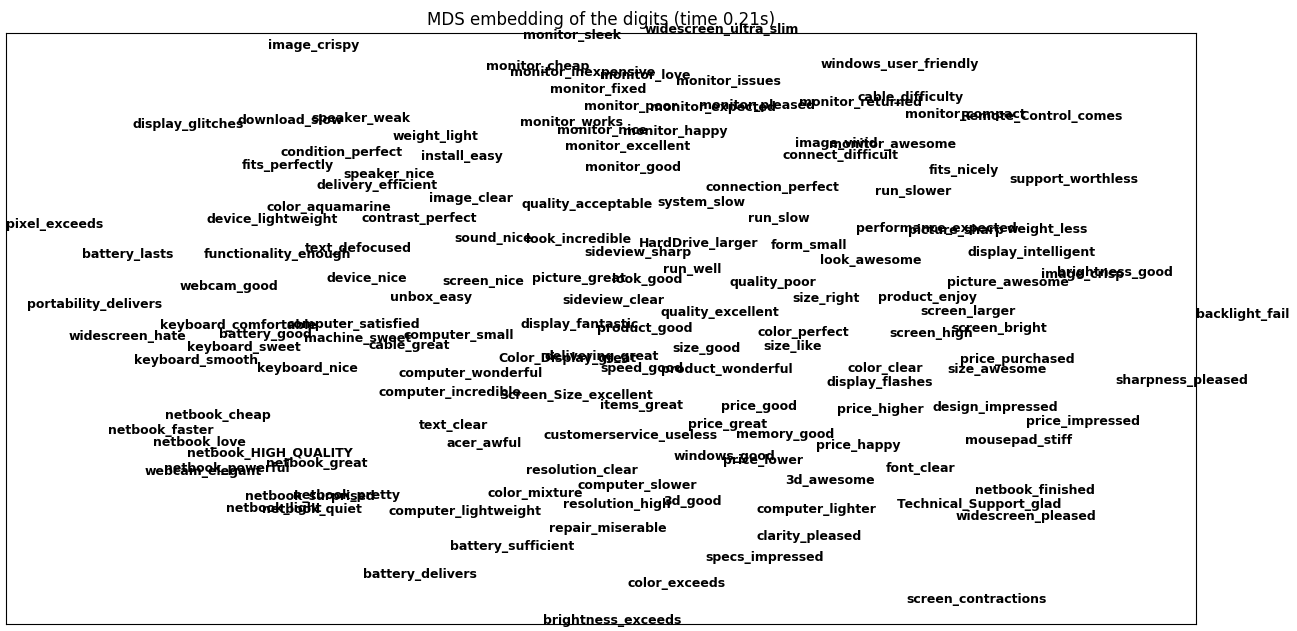 MDS embedding of the digits (time 0.21s)
widescreen_ultra_slim
monitor_sleek
image_crispy
windows_user_friendly
monitor_cheap
monitor_inexpensive
monitor_love
monitor_issues
monitor_fixed
cable_difficulty
monitor_returned
monitor_poor
monitor_expected
monitor_pleased
monitor_compact
Remote_Control_comes
download_slow
speaker_weak
display_glitches
monitor_works
monitor_nice
monitor_happy
weight_light
monitor_excellent
image_vivid
monitor_awesome
condition_perfect
install_easy
connect_difficult
fits_perfectly
monitor_good
fits_nicely
speaker_nice
support_worthless
delivery_efficient
connection_perfect
run_slower
image_clear
color_aquamarine
quality_acceptable
system_slow
device_lightweight
contrast_perfect
run_slow
pixel_exceeds
performance_expected
picture_sharp
weight_less
sound_nice
look_incredible
HardDrive_larger
form_small
text_defocused
battery_lasts
functionality_enough
sideview_sharp
display_intelligent
look_awesome
run_well
image_crisp
brightness_good
device_nice
screen_nice
picture_great
look_good
quality_poor
picture_awesome
webcam_good
unbox_easy
sideview_clear
size_right
product_enjoy
portability_delivers
quality_excellent
screen_larger
backlight_fail
keyboard_comfortable
computer_satisfied
display_fantastic
product_good
color_perfect
screen_high
screen_bright
widescreen_hate
battery_good
machine_sweet
computer_small
keyboard_sweet
cable_great
size_good
size_like
keyboard_smooth
Color_Display_great
delivering_great
price_purchased
keyboard_nice
speed_good
product_wonderful
color_clear
size_awesome
computer_wonderful
display_flashes
sharpness_pleased
computer_incredible
Screen_Size_excellent
items_great
price_good
price_higher
design_impressed
netbook_cheap
text_clear
price_great
price_impressed
netbook_faster
customerservice_useless
memory_good
netbook_love
acer_awful
price_happy
mousepad_stiff
netbook_HIGH_QUALITY
windows_good
price_lower
netbook_great
netbook_powerful
webcam_elegant
resolution_clear
font_clear
computer_slower
3d_awesome
netbook_surprised
netbook_pretty
color_mixture
netbook_finished
netbook_light
netbook_quiet
computer_lightweight
resolution_high
3d_good
computer_lighter
Technical_Support_glad
widescreen_pleased
repair_miserable
clarity_pleased
battery_sufficient
specs_impressed
battery_delivers
color_exceeds
screen_contractions
brightness_exceeds